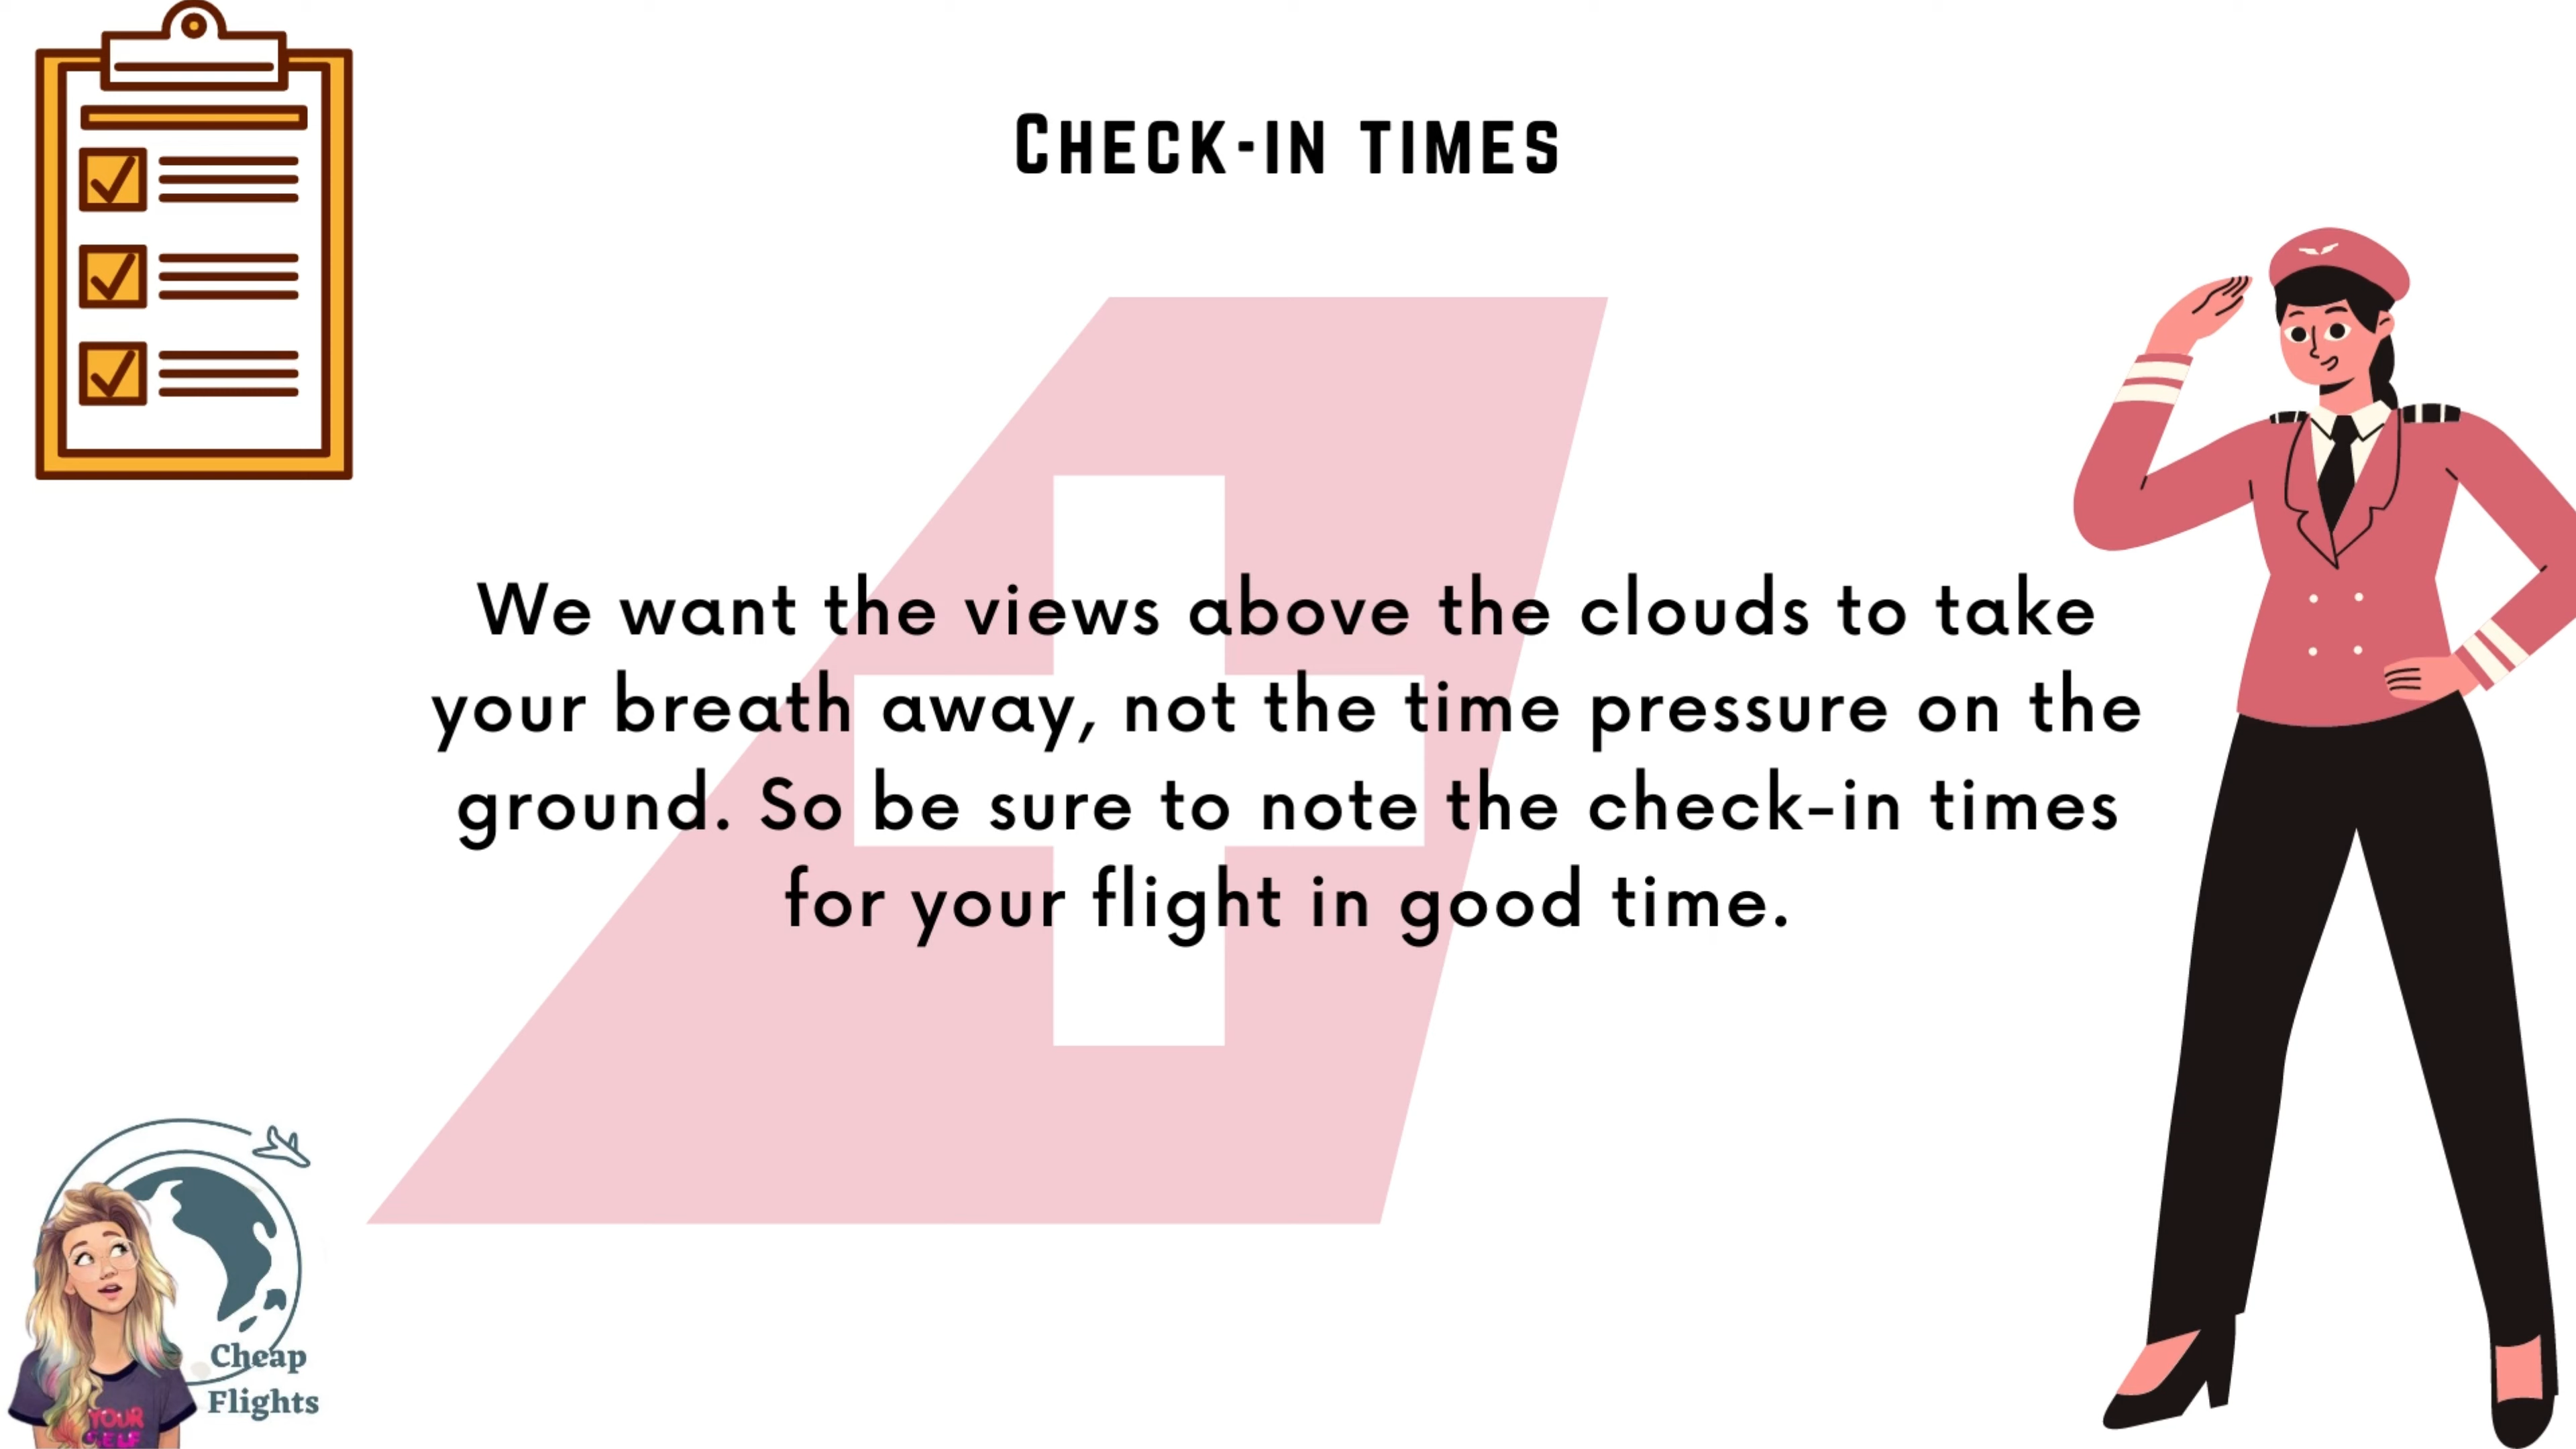 Check-in times
We want the views above the clouds to take
your breath away, not the time pressure on the
ground. So be sure to note the check-in times
for your flight in good time.
Cheap
Flights
YOUR
SELF